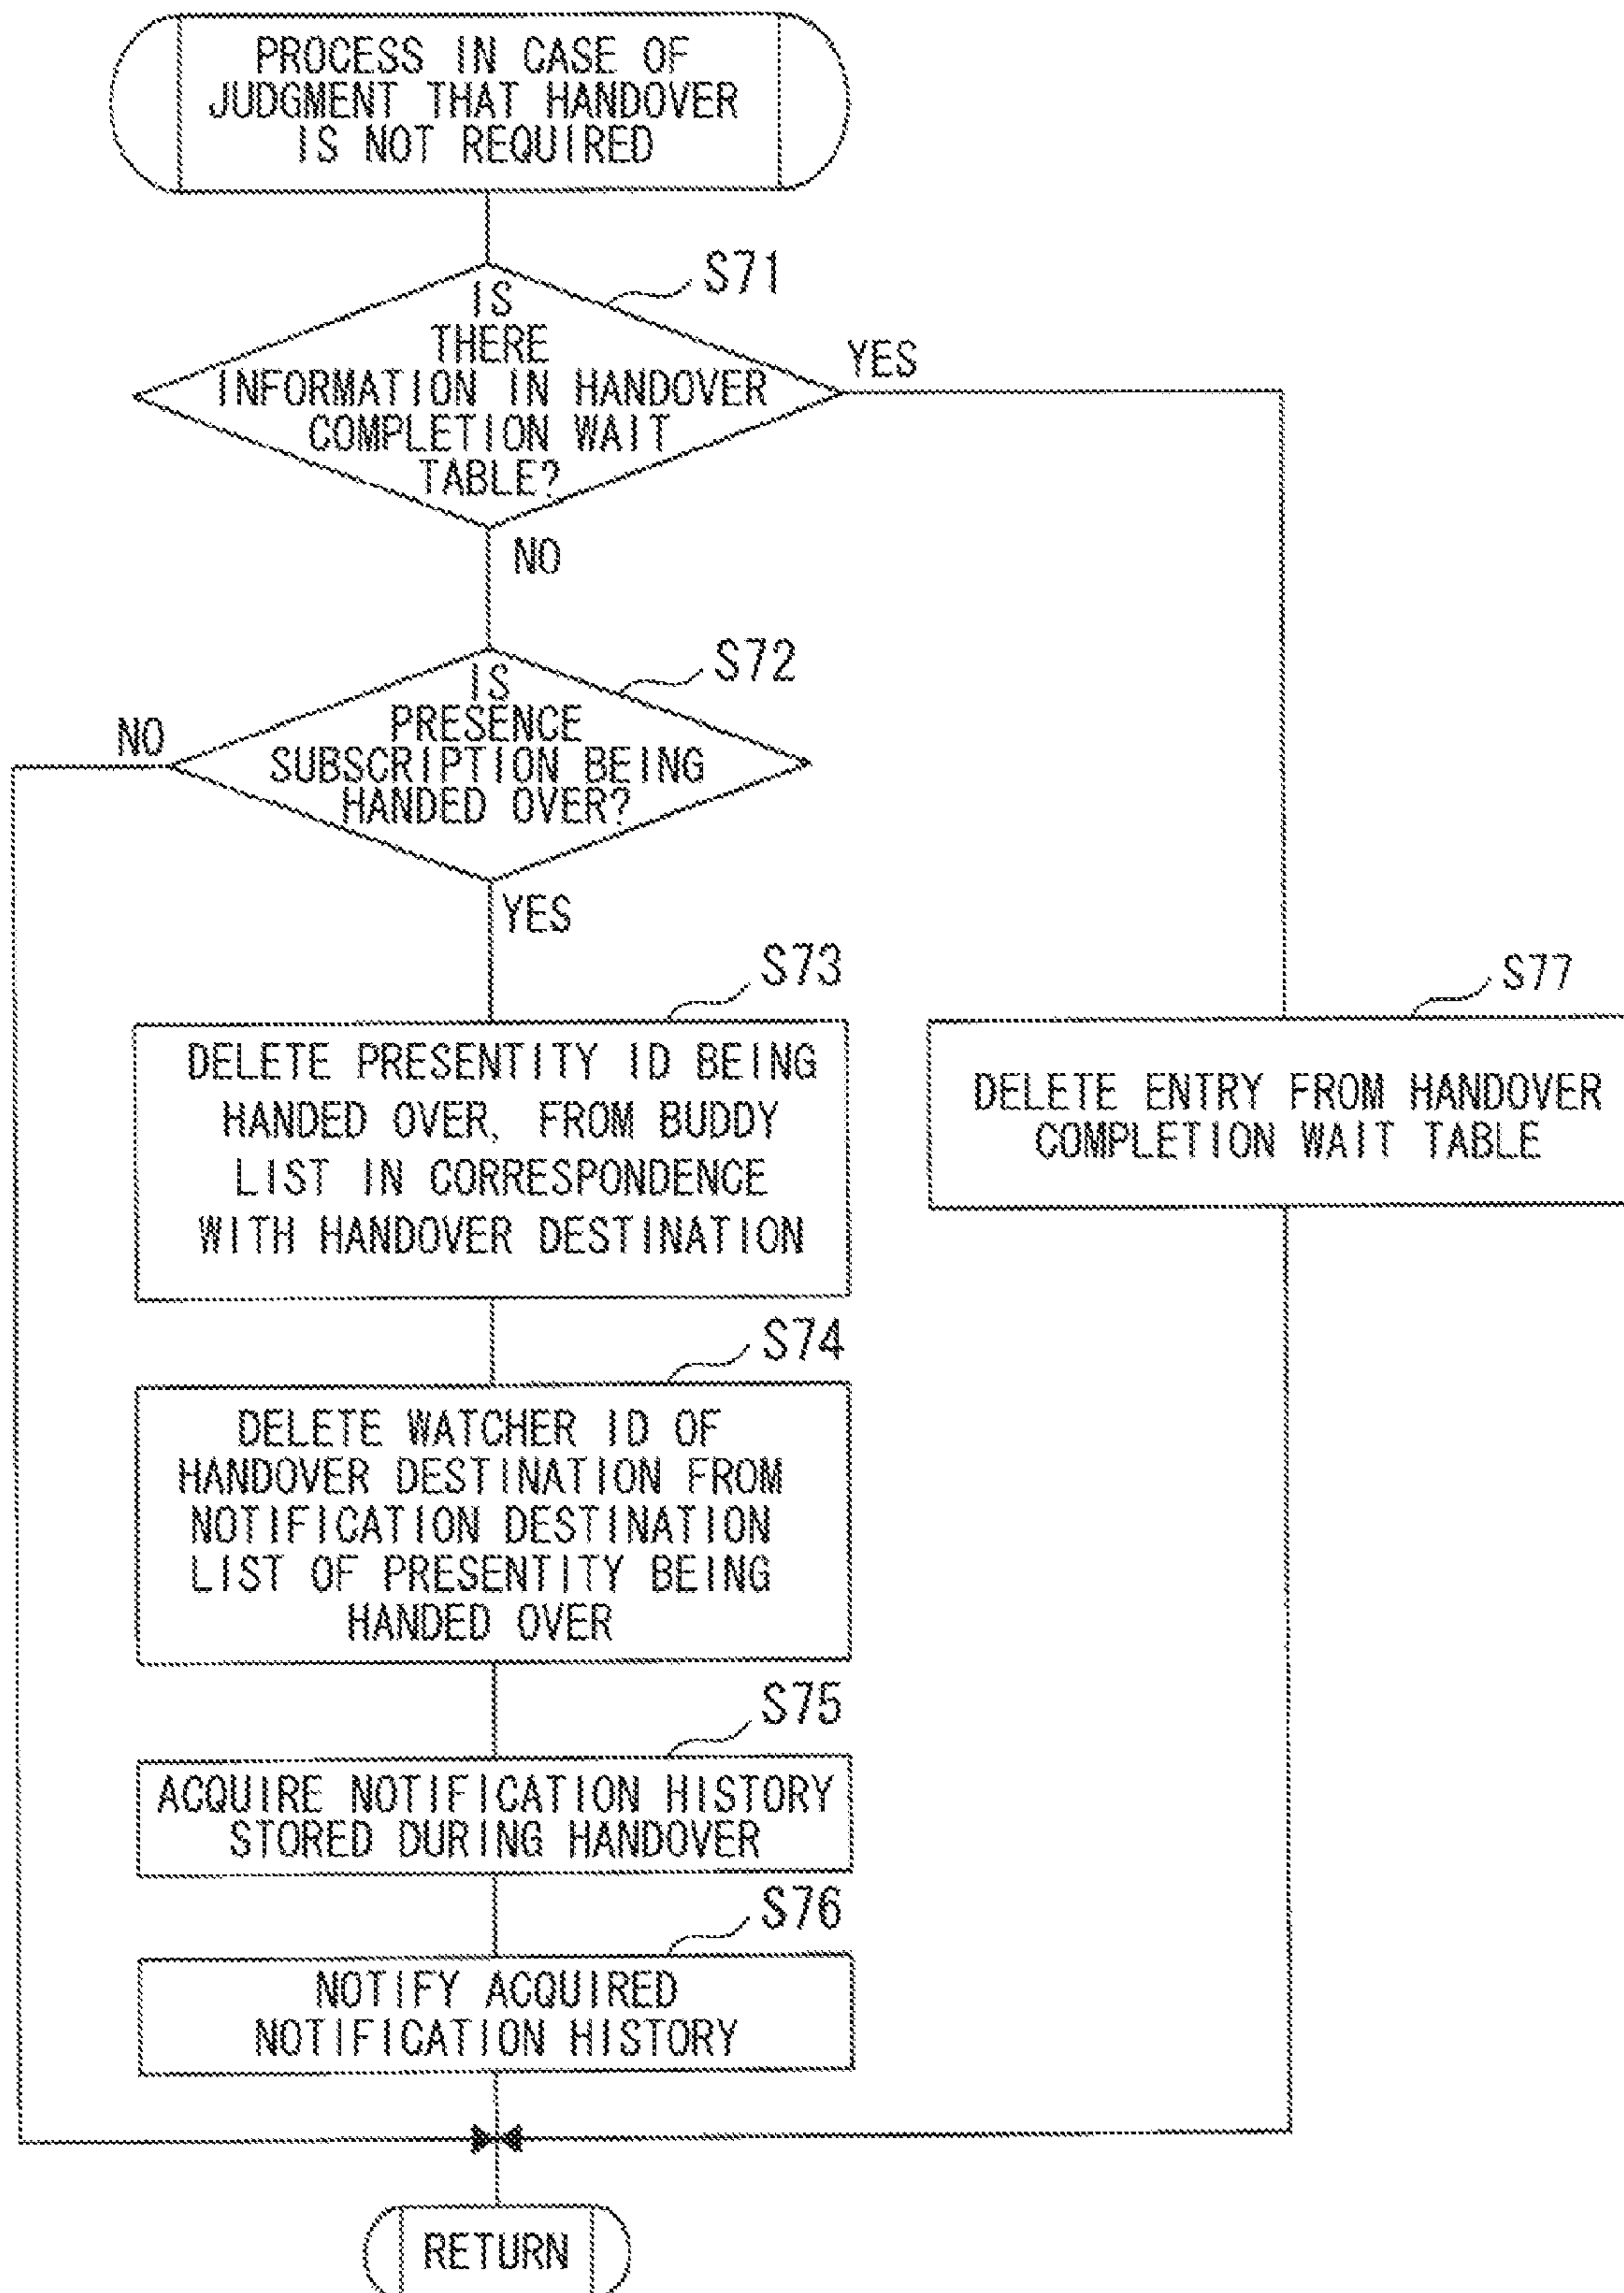 PROCESS IN CASE OF
JUDGMENT THAT HANDOVER
IS NOT REQUIRED
S71
IS
THERE
INFORMATION IN HANDOVER
COMPLETION WAIT
TABLE?
YES
NO
S72
IS
PRESENCE
SUBSCRIPTION BEING
HANDED OVER?
NO
YES
S73
DELETE PRESENTITY ID BEING
HANDED OVER, FROM BUDDY
LIST IN CORRESPONDENCE
WITH HANDOVER DESTINATION
S77
DELETE ENTRY FROM HANDOVER
COMPLETION WAIT TABLE
S74
DELETE WATCHER ID OF
HANDOVER DESTINATION FROM
NOTIFICATION DESTINATION
LIST OF PRESENTITY BEING
HANDED OVER
S75
ACQUIRE NOTIFICATION HISTORY
STORED DURING HANDOVER
S76
NOTIFY ACQUIRED
NOTIFICATION HISTORY
RETURN